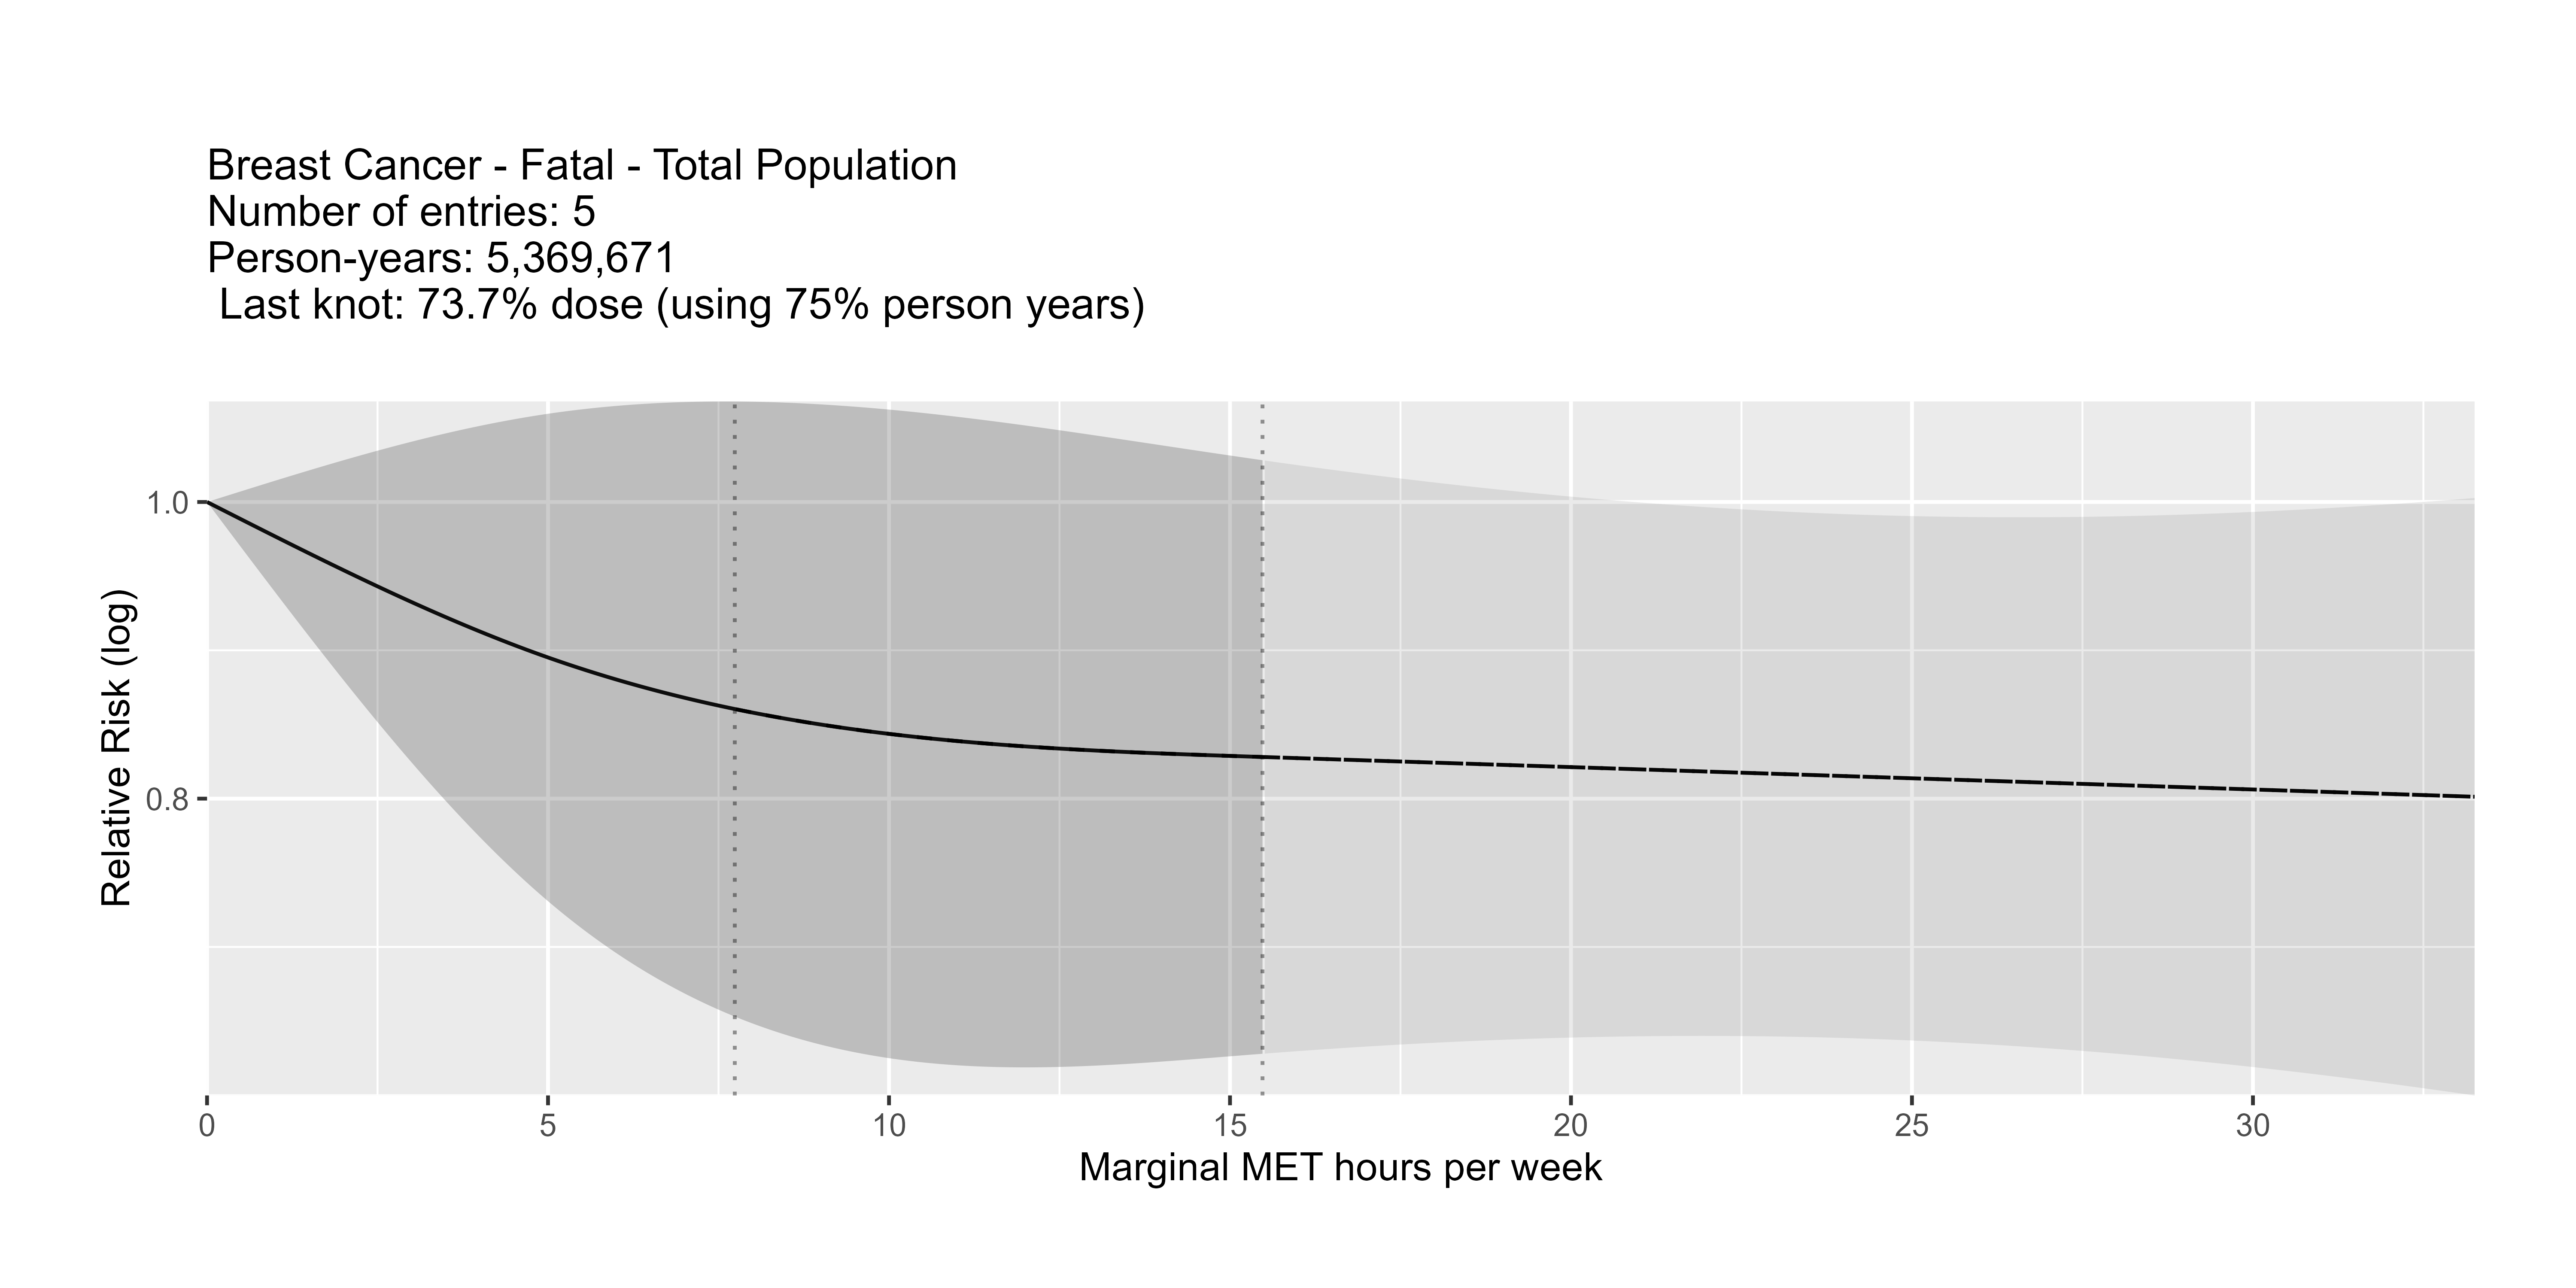 Breast Cancer - Fatal - Total Population
Number of entries: 5
Person-years: 5,369,671
Last knot: 73.7% dose (using 75% person years)
Relative Risk (log)
1.0
0.8
0 5 10 15 20 25 30
Marginal MET hours per week